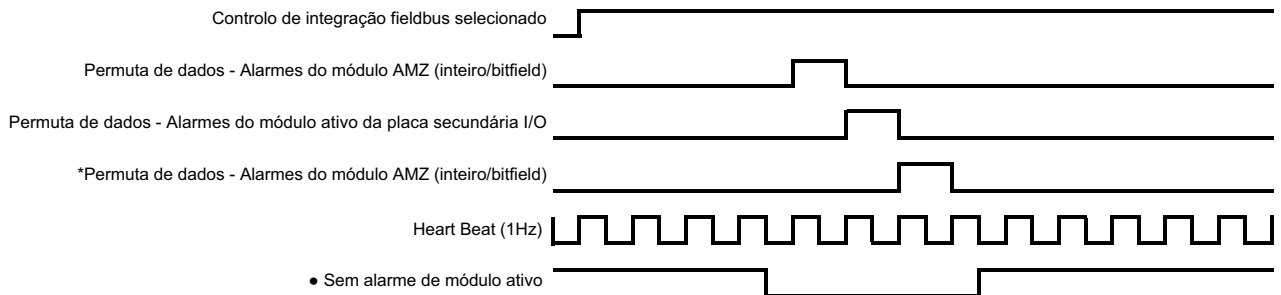 Controlo de integração fieldbus selecionado
Permuta de dados - Alarmes do módulo AMZ (inteiro/bitfield)
Permuta de dados - Alarmes do módulo ativo da placa secundária I/O
*Permuta de dados - Alarmes do módulo AMZ (inteiro/bitfield)
Heart Beat (1Hz)
● Sem alarme de módulo ativo